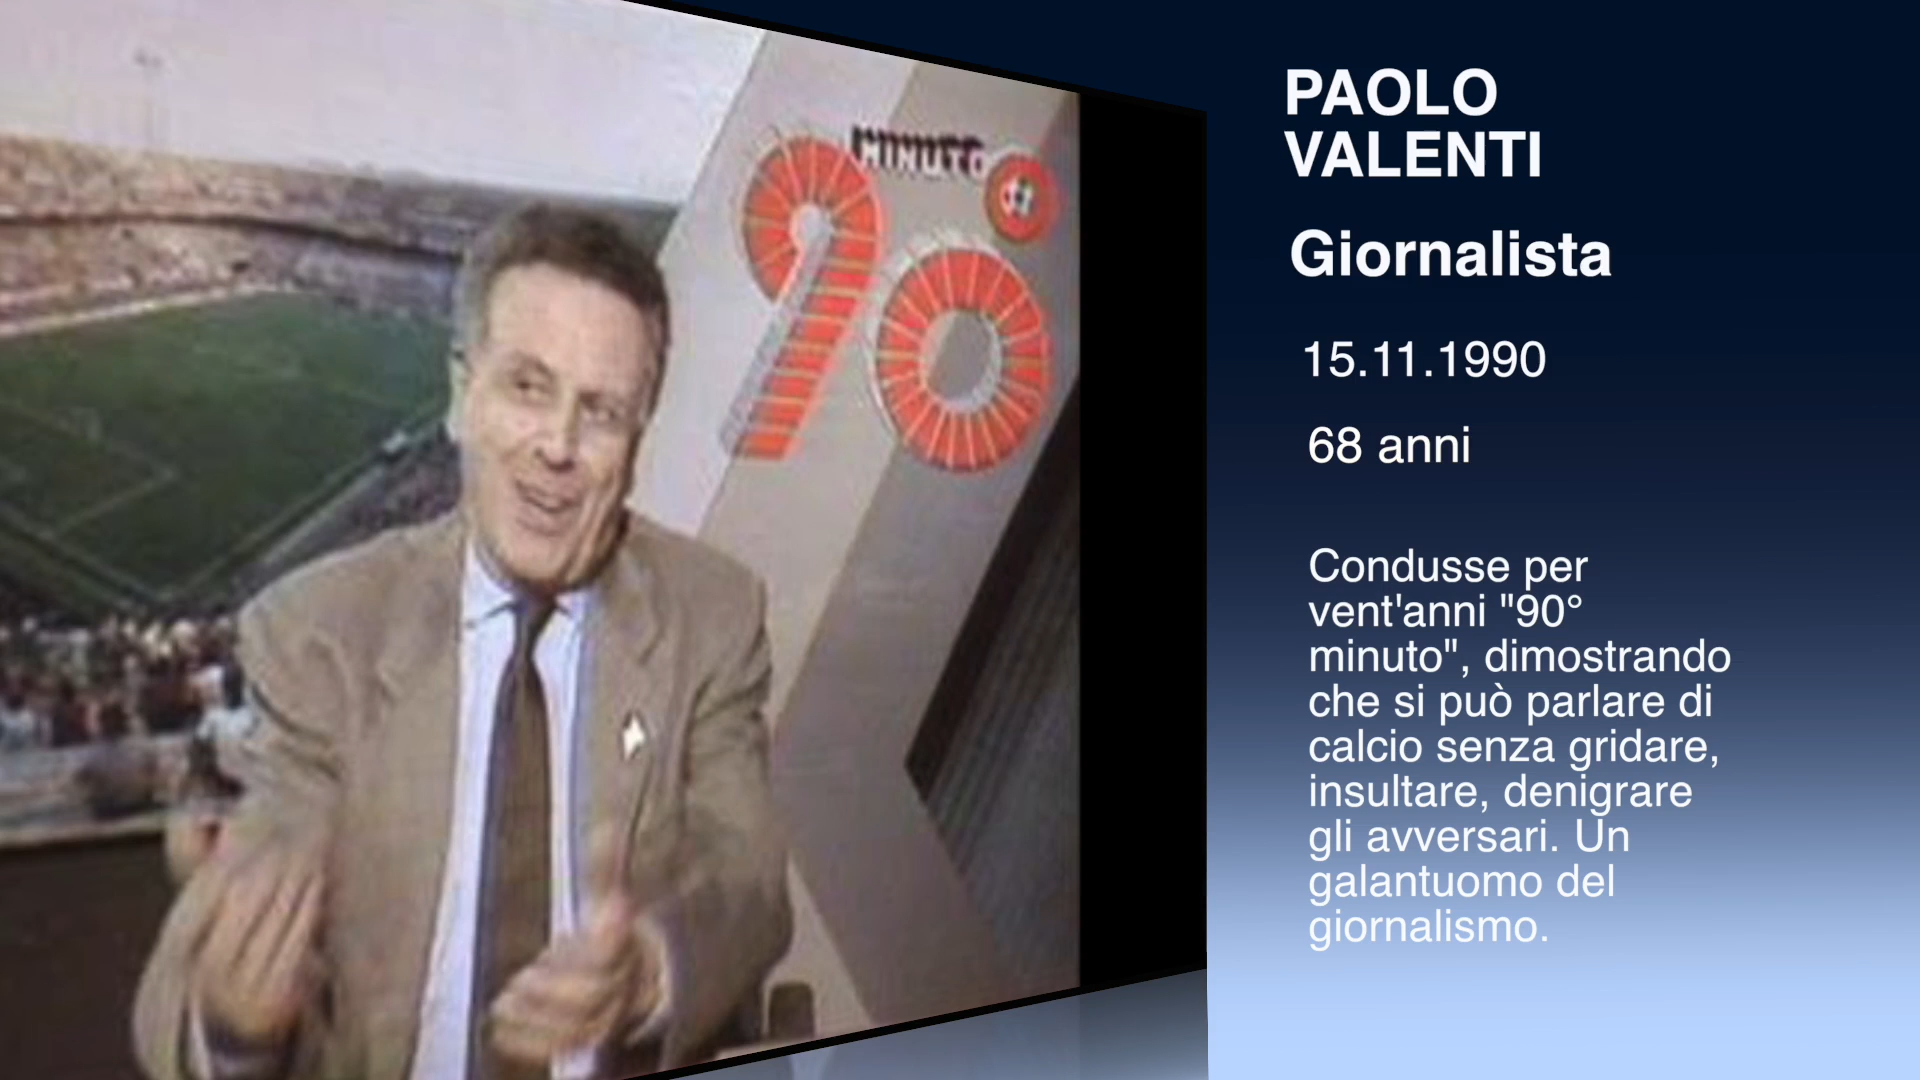 MINUTO
90
PAOLO
VALENTI
Giornalista
15.11.1990
68 anni
Condusse per
vent'anni "90°
minuto", dimostrando
che si può parlare di
calcio senza gridare,
insultare, denigrare
gli avversari. Un
galantuomo del
giornalismo.